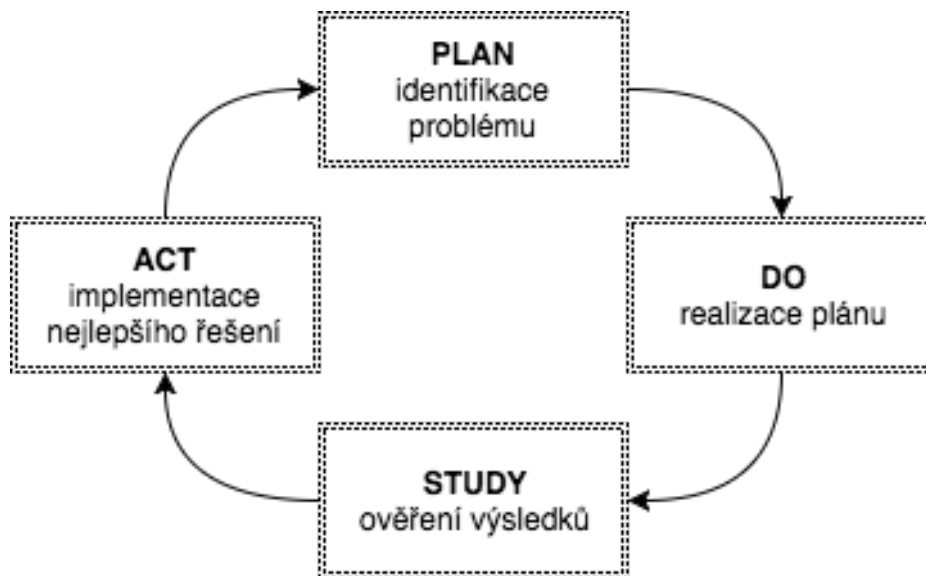 PLAN
identifikace
problému
DO
realizace plánu
STUDY
ověření výsledků
ACT
implementace
nejlepšího řešení